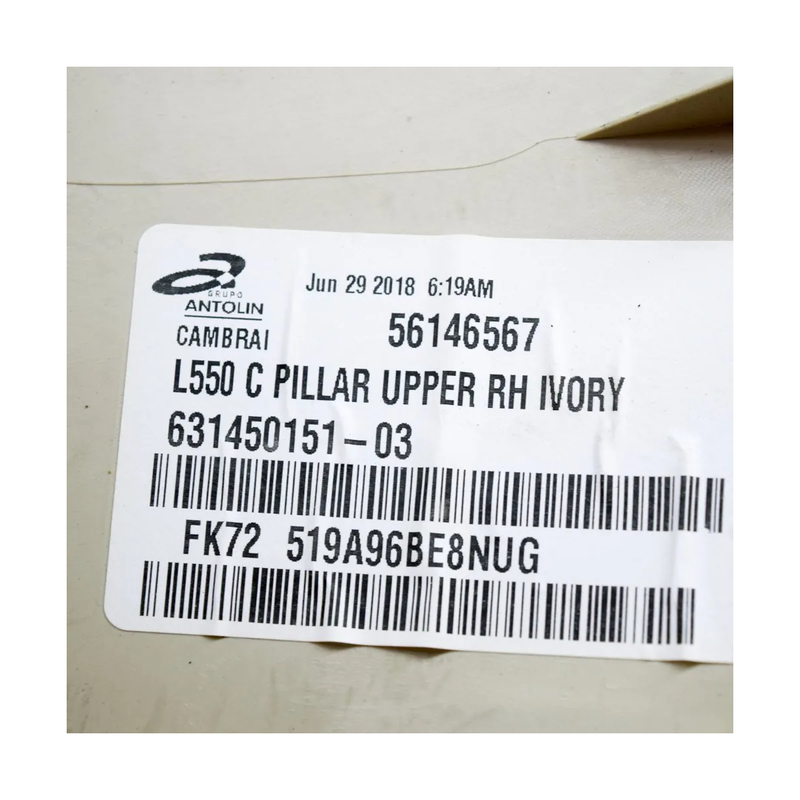 GRUPO
ANTOLIN
Jun 29 2018 6:19AM
CAMBRAI
56146567
L550 C PILLAR UPPER RH IVORY
631450151-03
FK72 519A96BE8NUG